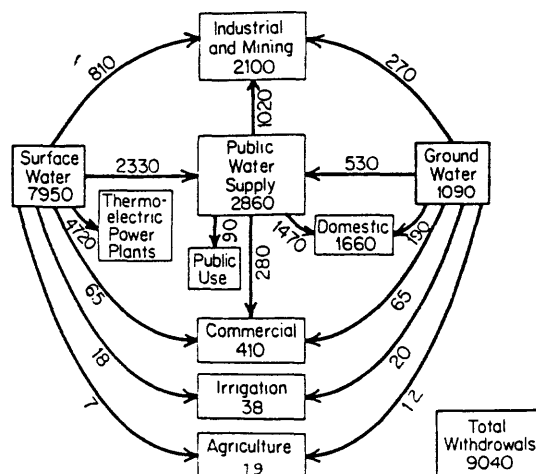 Industrial
and Mining
2100
810
270
1020
Surface
Water
7950
2330
Public
Water
Supply
2860
530
Ground
Water
1090
Thermo-
electric
Power
Plants
4720
90
Public
Use
280
1470
Domestic
1660
190
65
Commercial
410
65
18
Irrigation
38
20
7
Agriculture
19
12
Total
Withdrowals
9040